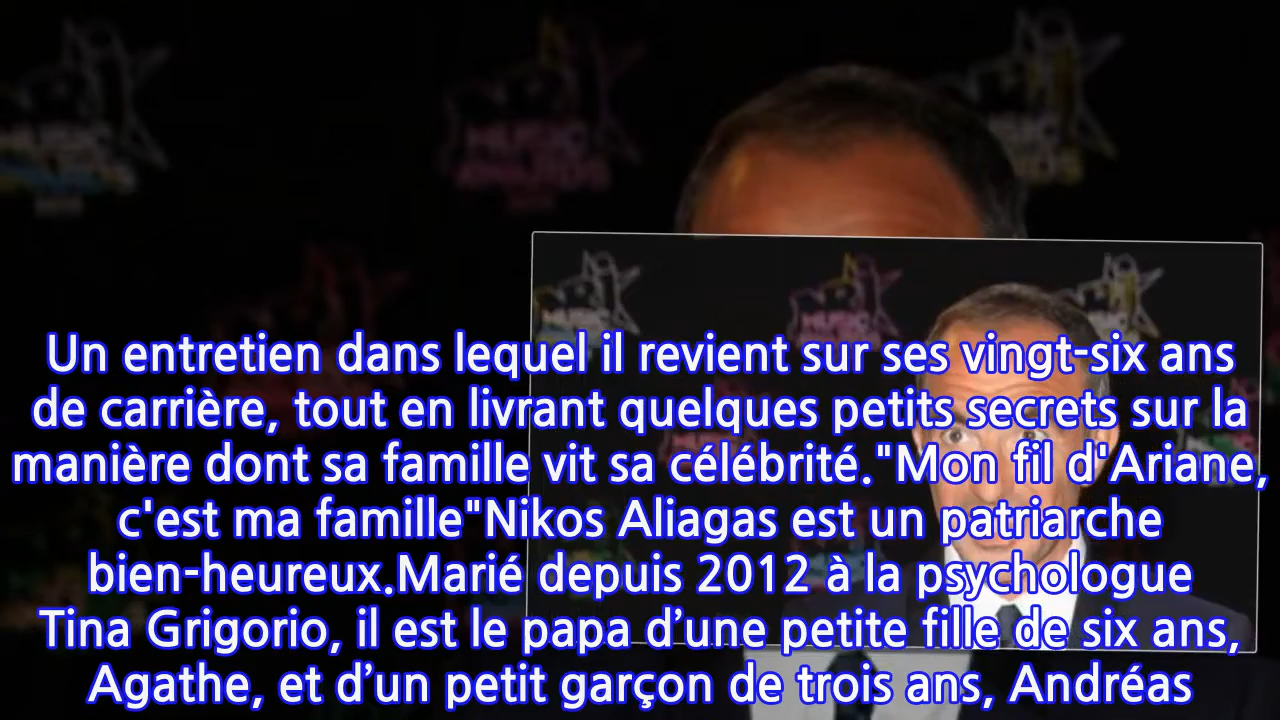 Un entretien dans lequel il revient sur ses vingt-six ans
de carrière, tout en livrant quelques petits secrets sur la
manière dont sa famille vit sa célébrité."Mon fil d'Ariane,
c'est ma famille"Nikos Aliagas est un patriarche
bien-heureux.Marié depuis 2012 à la psychologue
Tina Grigorio, il est le papa d’une petite fille de six ans,
Agathe, et d’un petit garçon de trois ans, Andréas